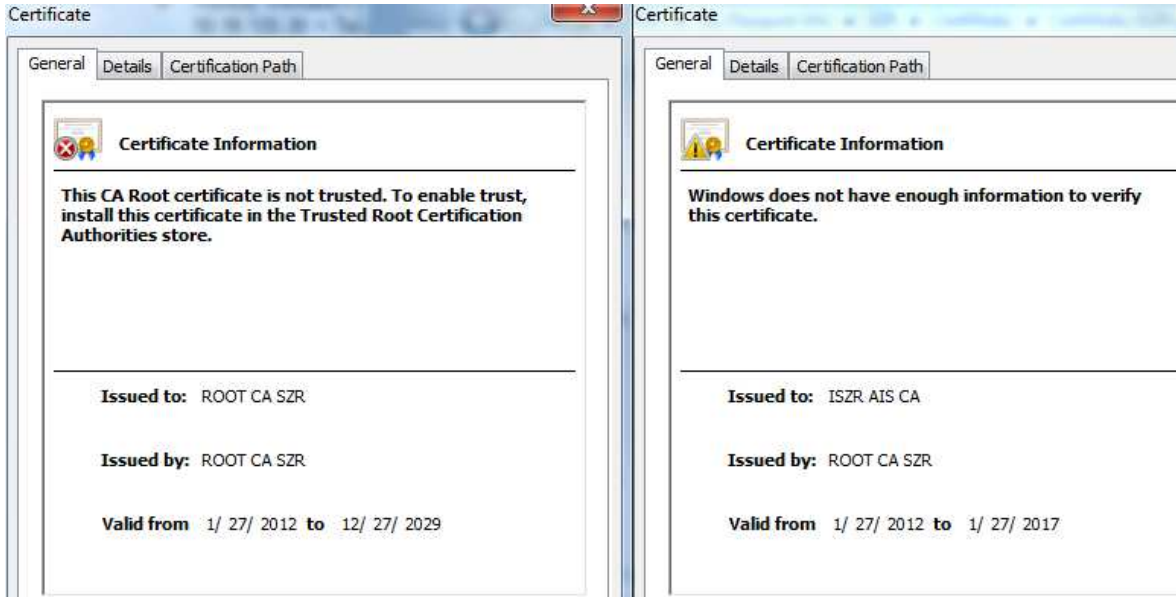 Certificate
General Details Certification Path
Certificate Information
This CA Root certificate is not trusted. To enable trust,
install this certificate in the Trusted Root Certification
Authorities store.
Issued to: ROOT CA SZR
Issued by: ROOT CA SZR
Valid from 1/ 27/ 2012 to 12/ 27/ 2029
Certificate
General Details Certification Path
Certificate Information
Windows does not have enough information to verify
this certificate.
Issued to: ISZR AIS CA
Issued by: ROOT CA SZR
Valid from 1/ 27/ 2012 to 1/ 27/ 2017